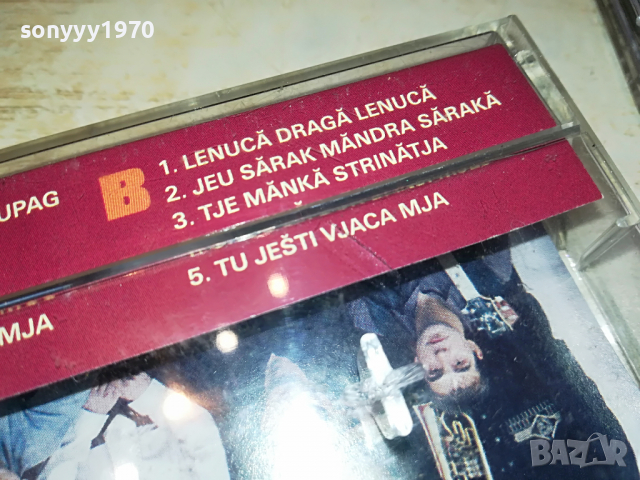 sonyyy1970
UPAG
B
1. LENUCĂ DRAGĂ LENUCĂ
2. JEU SĂRAK MĂNDRA SĂRAKĂ
3. TJE MĂNKĂ STRINĂTJA
5. TU JEŠTI VJACA MJA
MJA
BAZAR